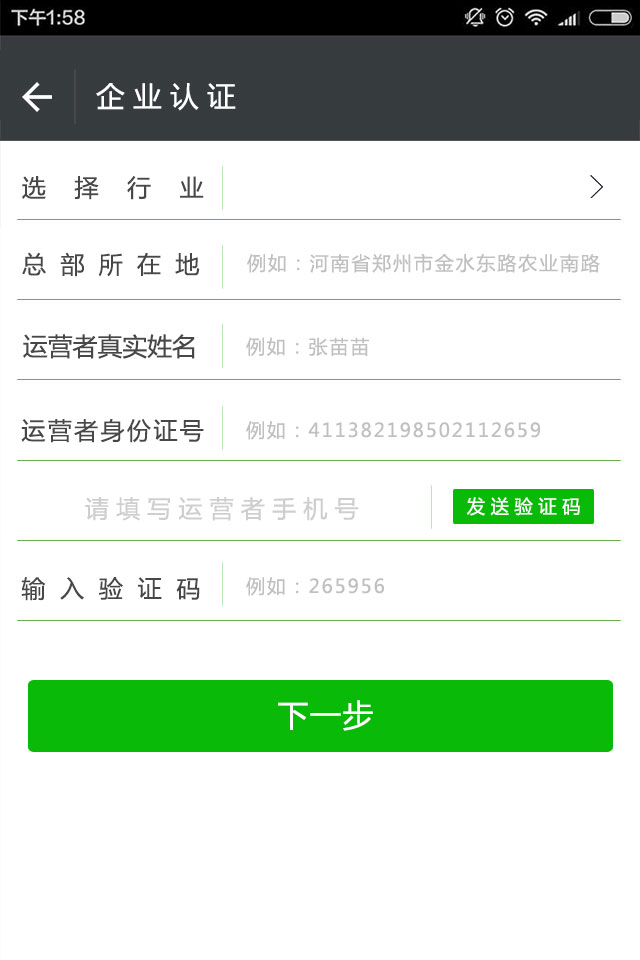 下午1:58
企业认证
选择行业
总部所在地 例如：河南省郑州市金水东路农业南路
运营者真实姓名 例如：张苗苗
运营者身份证号 例如：411382198502112659
请填写运营者手机号 发送验证码
输入验证码 例如：265956
下一步